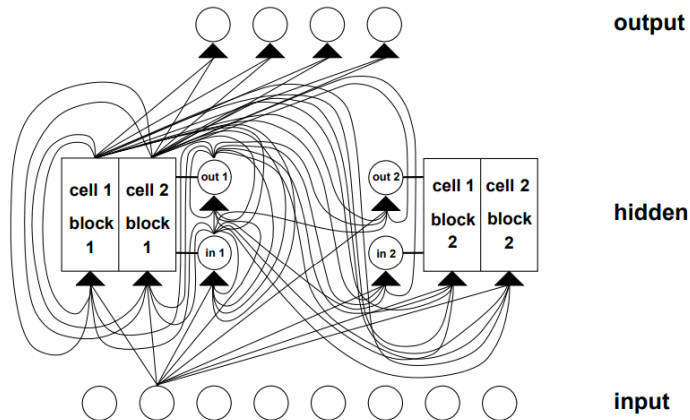 output
cell 1
block
1
cell 2
block
1
out 1
in 1
out 2
in 2
cell 1
block
2
cell 2
block
2
hidden
input